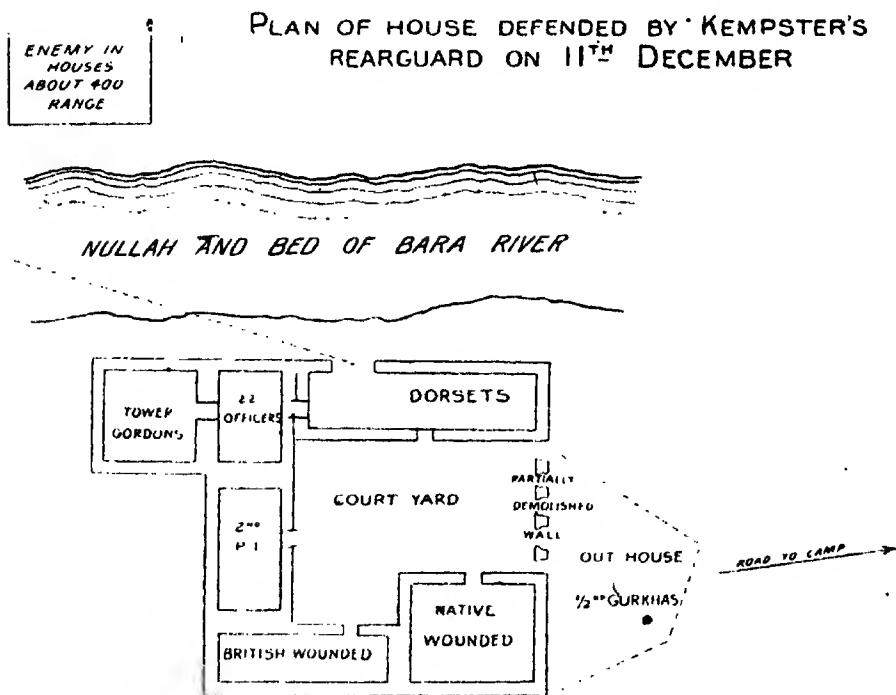 PLAN OF HOUSE DEFENDED BY KEMPSTER'S
REARGUARD ON 11TH DECEMBER
ENEMY IN
HOUSES
ABOUT 400
RANGE
NULLAH AND BED OF BARA RIVER
TOWER
GORDONS
22
OFFICERS
DORSETS
COURT YARD
PARTIALLY
DEMOLISHED
WALL
2ND
P I
OUT HOUSE
1/2ND GURKHAS
ROAD TO CAMP
NATIVE
WOUNDED
BRITISH WOUNDED